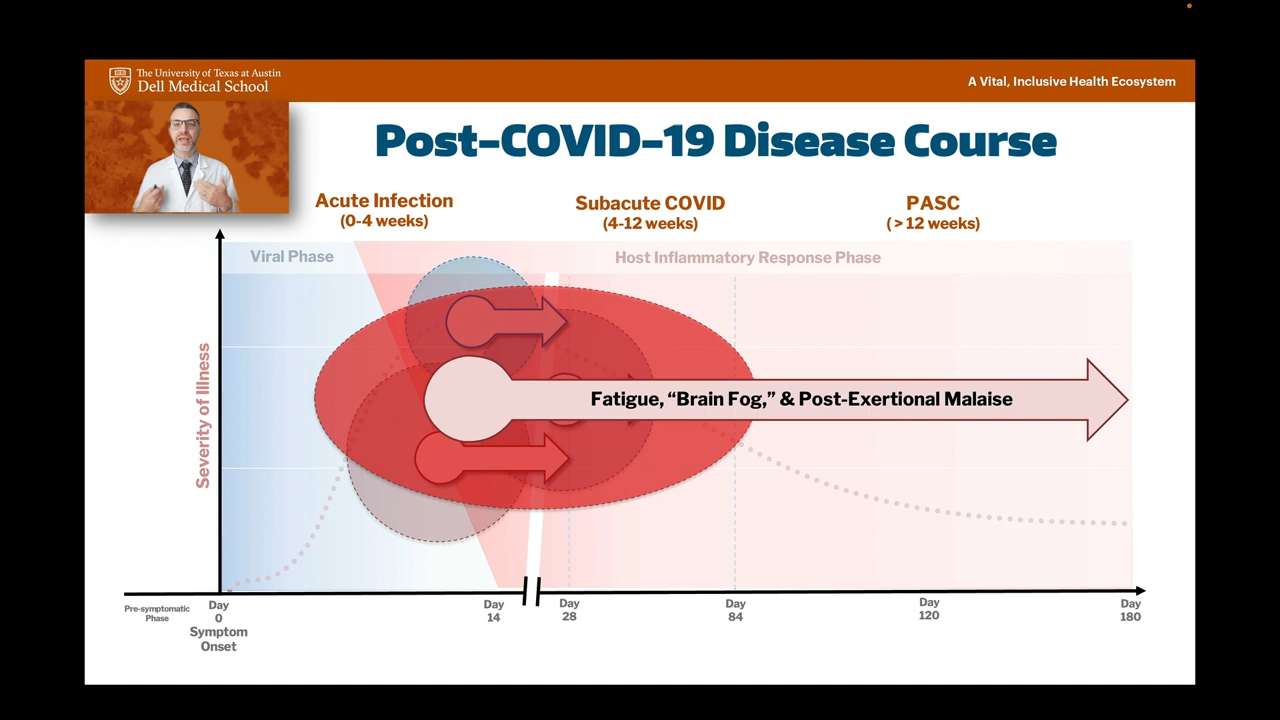 The University of Texas at Austin
Dell Medical School
A Vital, Inclusive Health Ecosystem
Post-COVID-19 Disease Course
Acute Infection
(0-4 weeks)
Subacute COVID
(4-12 weeks)
PASC
( > 12 weeks)
Viral Phase
Host Inflammatory Response Phase
Severity of Illness
Fatigue, “Brain Fog,” & Post-Exertional Malaise
Pre-symptomatic
Phase
Day
0
Symptom
Onset
Day
14
Day
28
Day
84
Day
120
Day
180